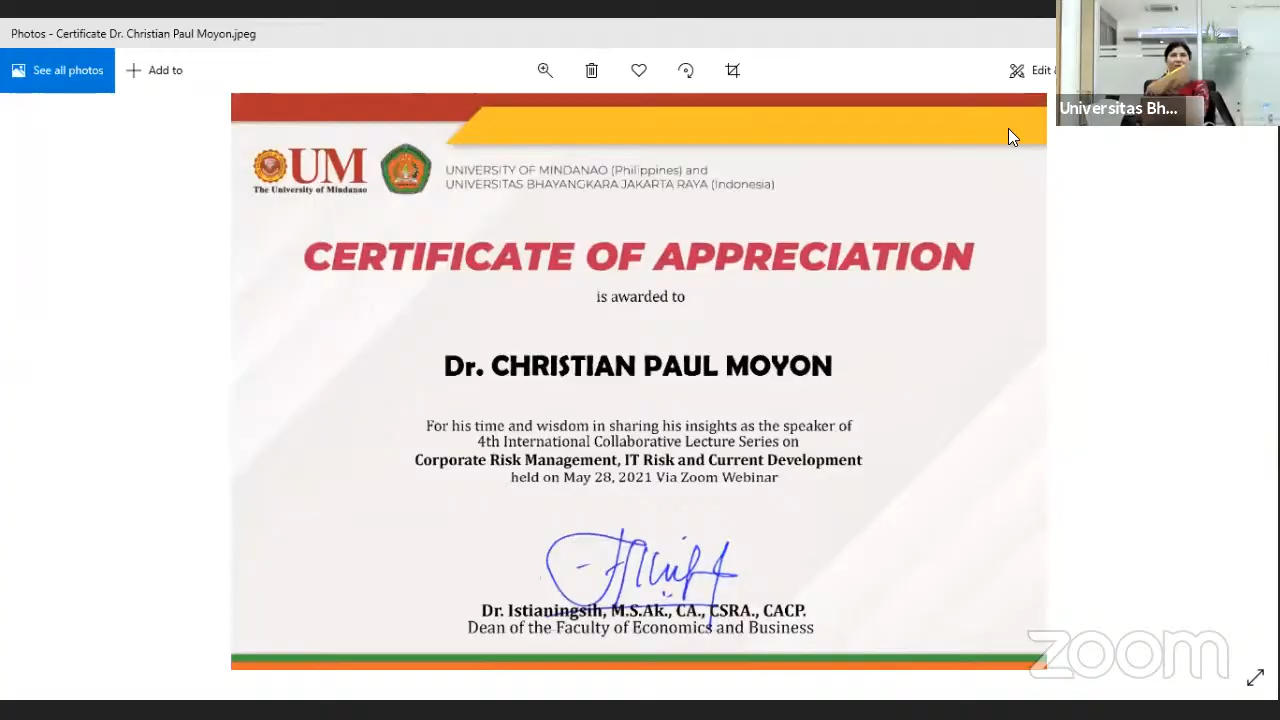 Photos - Certificate Dr. Christian Paul Moyon.jpeg
See all photos
Add to
Edit &
Universitas Bh...
UM
The University of Mindanao
UNIVERSITY OF MINDANAO (Philippines) and
UNIVERSITAS BHAYANGKARA JAKARTA RAYA (Indonesia)
CERTIFICATE OF APPRECIATION
is awarded to
Dr. CHRISTIAN PAUL MOYON
For his time and wisdom in sharing his insights as the speaker of
4th International Collaborative Lecture Series on
Corporate Risk Management, IT Risk and Current Development
held on May 28, 2021 Via Zoom Webinar
Dr. Istianingsih, M.S.Ak., CA., CSRA., CACP.
Dean of the Faculty of Economics and Business
zoom